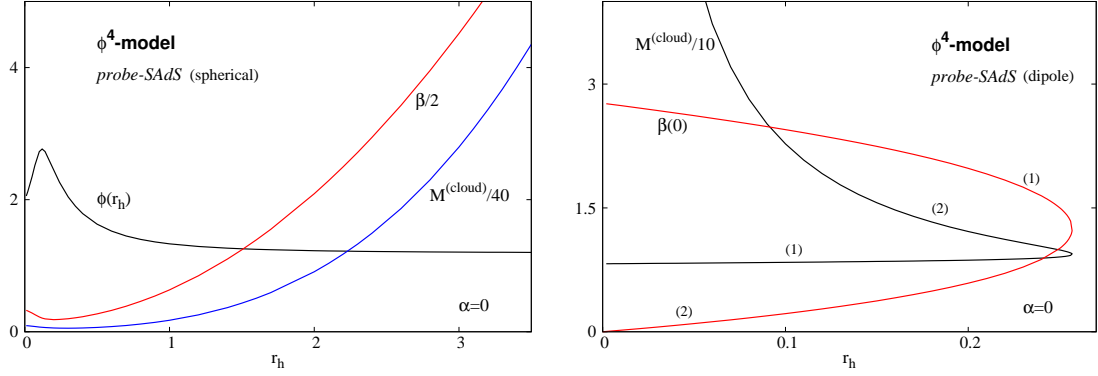 ϕ⁴-model
probe-SAdS (spherical)
β/2
ϕ(r_h)
M^(cloud)/40
α=0
4
2
0
0 1 2 3
r_h
M^(cloud)/10
ϕ⁴-model
probe-SAdS (dipole)
β(0)
(1)
(2)
(1)
(2)
α=0
3
1.5
0
0 0.1 0.2
r_h